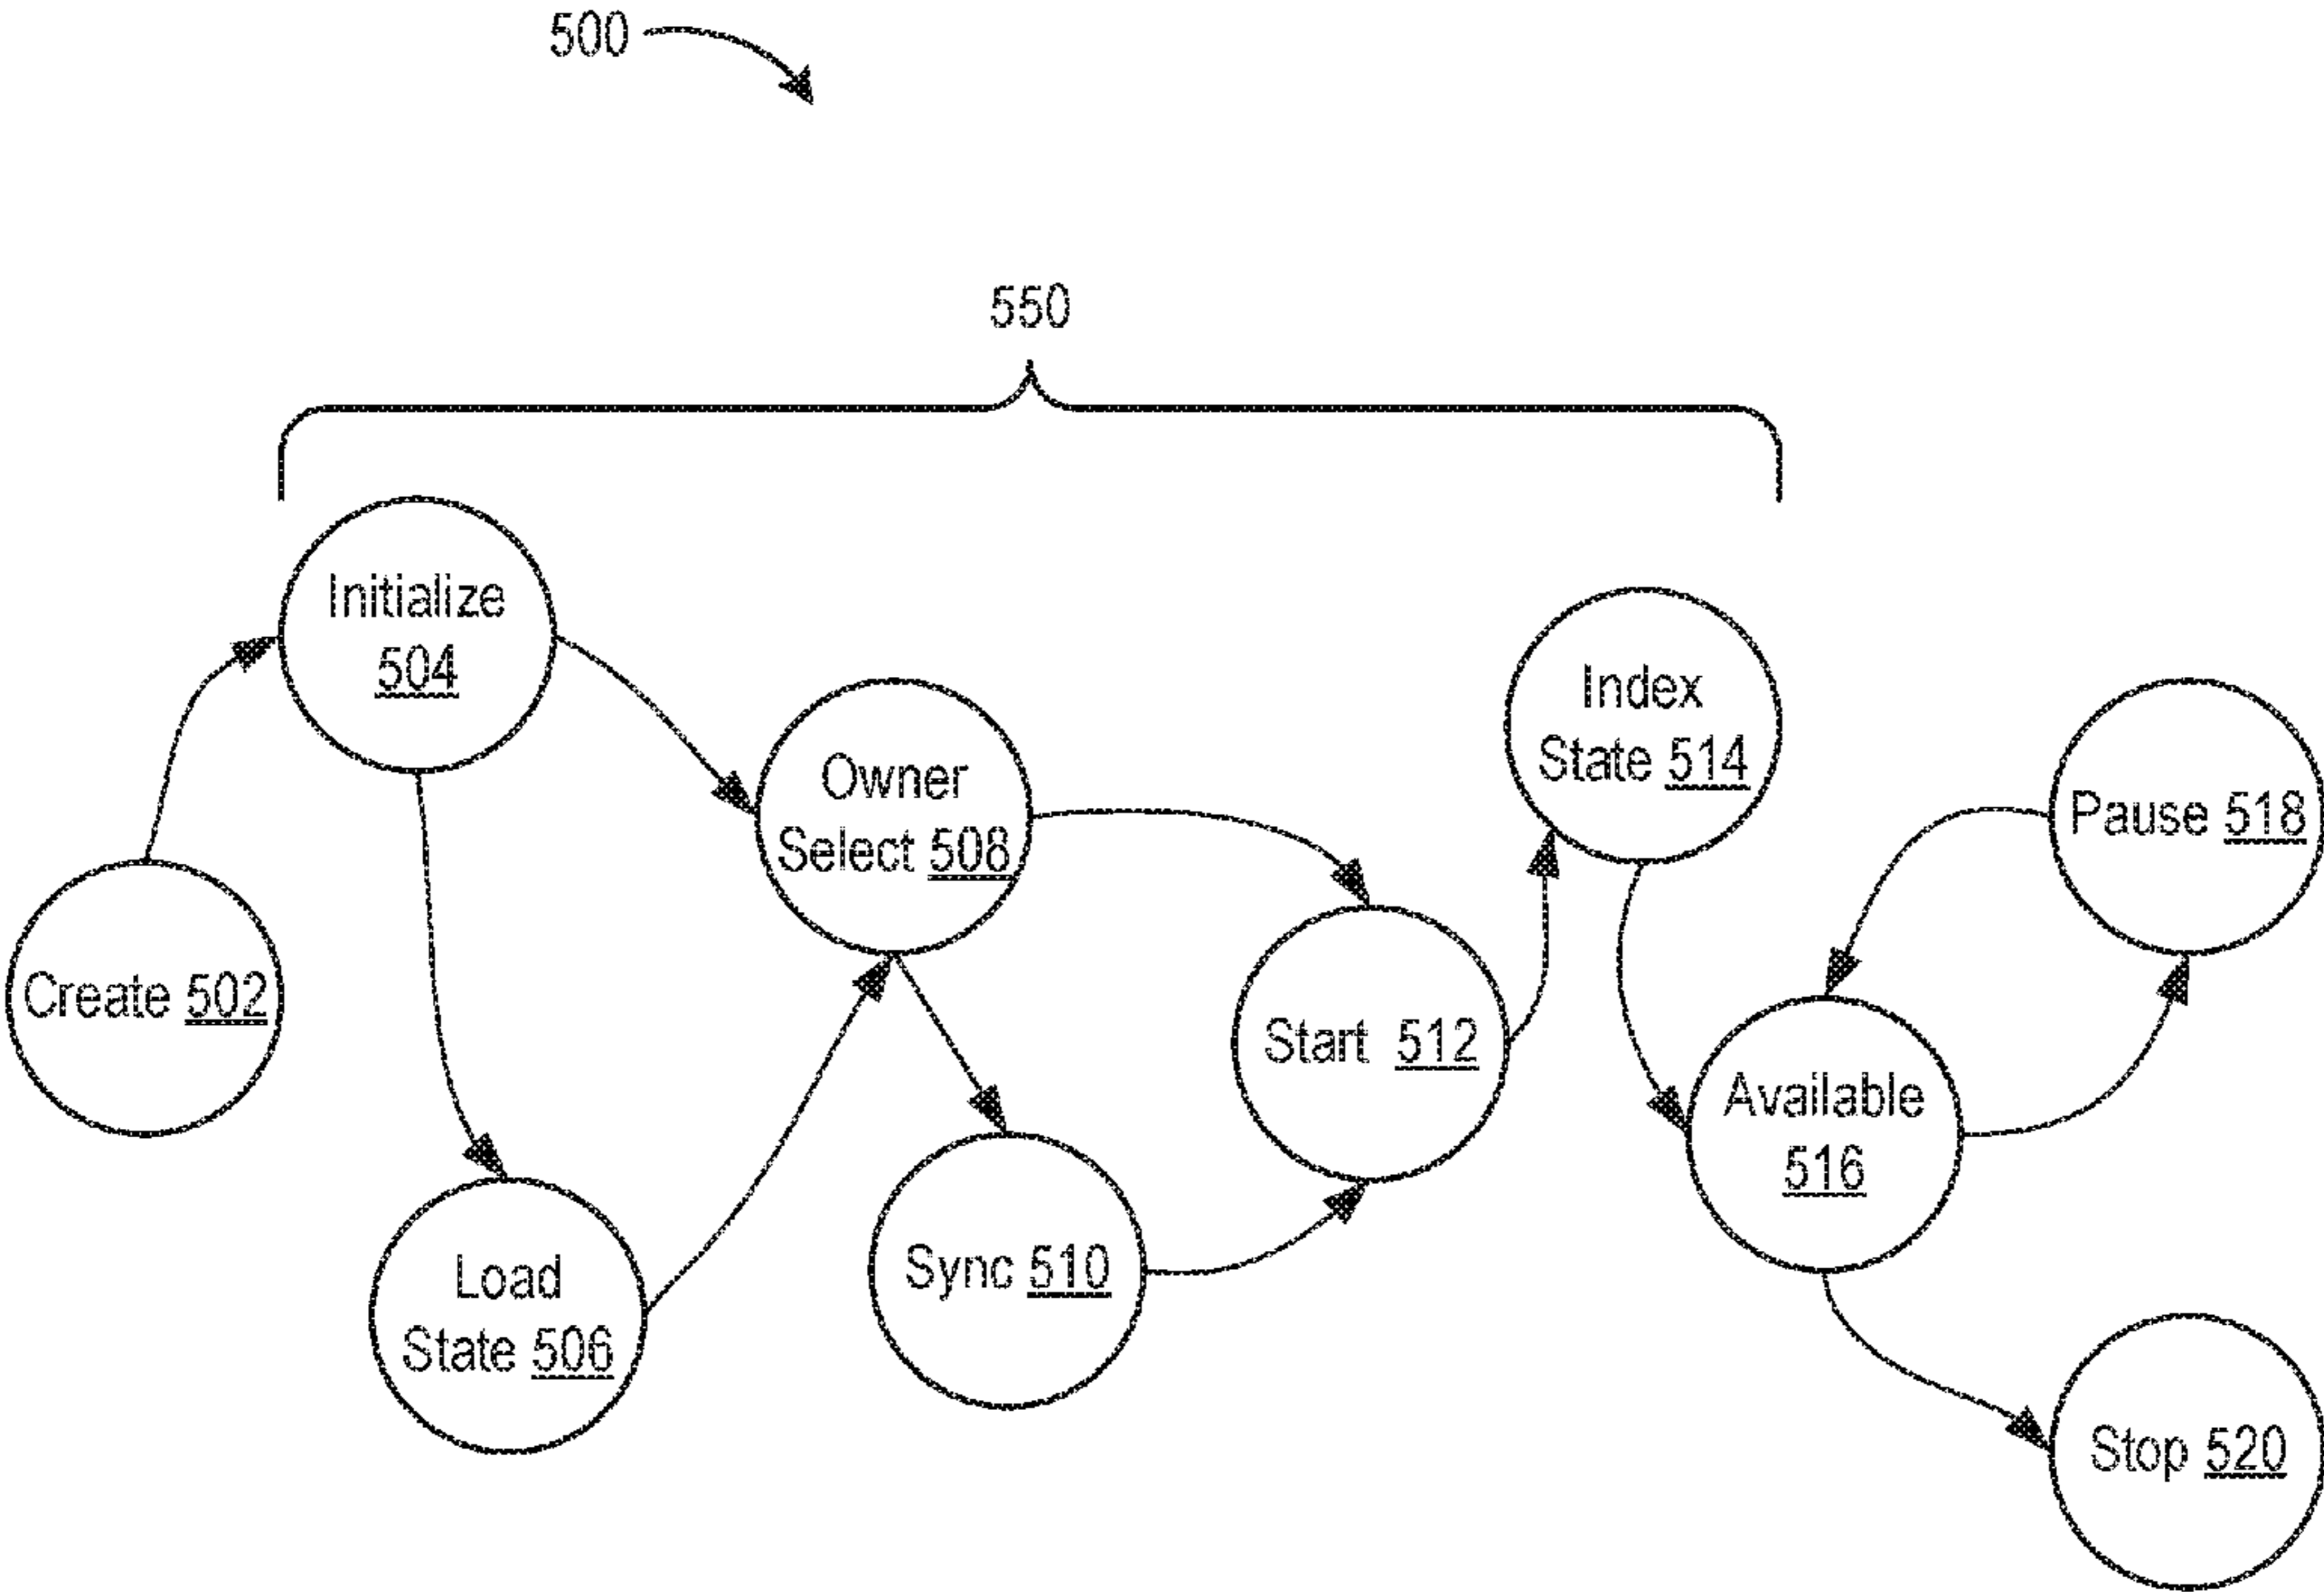 500
550
Initialize
504
Index
State 514
Owner
Select 508
Pause 518
Create 502
Start 512
Available
516
Load
State 506
Sync 510
Stop 520